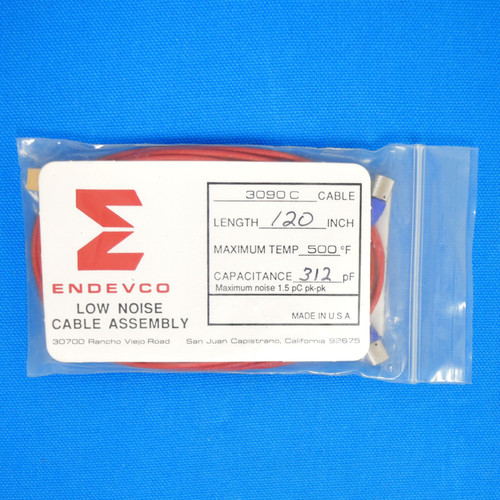 3090 C CABLE
LENGTH 120 INCH
MAXIMUM TEMP 500 °F
CAPACITANCE 312 pF
Maximum noise 1.5 pC pk-pk
MADE IN U.S.A
ENDEVCO
LOW NOISE
CABLE ASSEMBLY
30700 Rancho Viejo Road San Juan Capistrano, California 92675